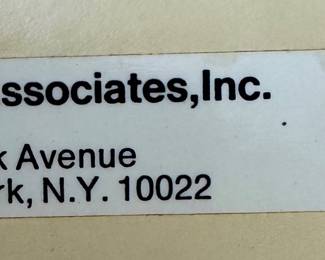 ssociates,Inc.
k Avenue
rk, N.Y. 10022